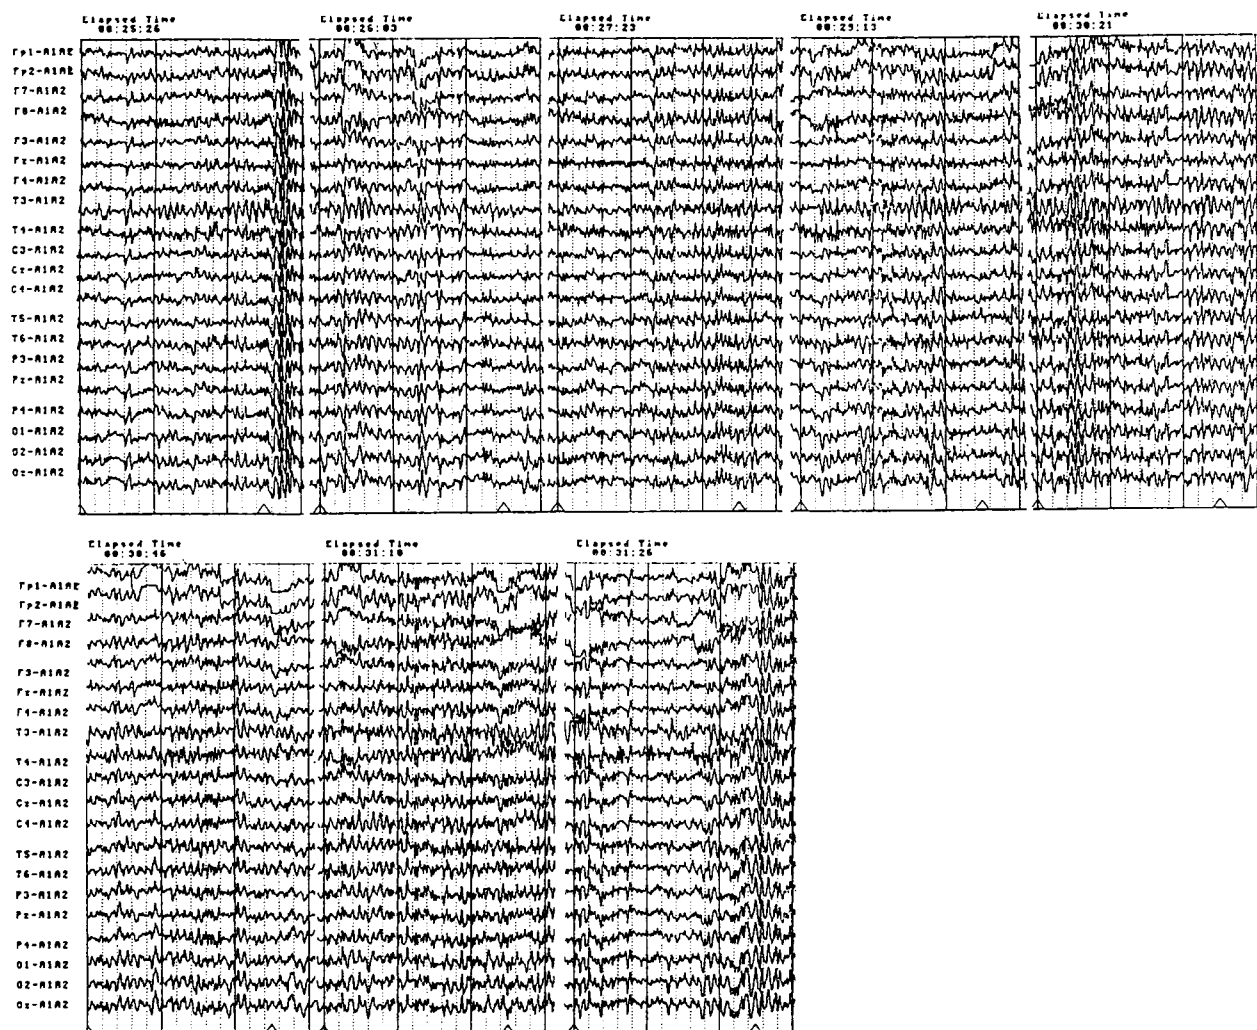 Elapsed Time Elapsed Time Elapsed Time Elapsed Time Elapsed Time
00:25:26 00:26:03 00:27:23 00:29:13 00:30:21
Fp1-A1A2
Fp2-A1A2
F7-A1A2
F8-A1A2
F3-A1A2
Fz-A1A2
F4-A1A2
T3-A1A2
T4-A1A2
C3-A1A2
Cz-A1A2
C4-A1A2
T5-A1A2
T6-A1A2
P3-A1A2
Pz-A1A2
P4-A1A2
O1-A1A2
O2-A1A2
Oz-A1A2
Elapsed Time Elapsed Time Elapsed Time
00:30:46 00:31:10 00:31:26
Fp1-A1A2
Fp2-A1A2
F7-A1A2
F8-A1A2
F3-A1A2
Fz-A1A2
F4-A1A2
T3-A1A2
T4-A1A2
C3-A1A2
Cz-A1A2
C4-A1A2
T5-A1A2
T6-A1A2
P3-A1A2
Pz-A1A2
P4-A1A2
O1-A1A2
O2-A1A2
Oz-A1A2